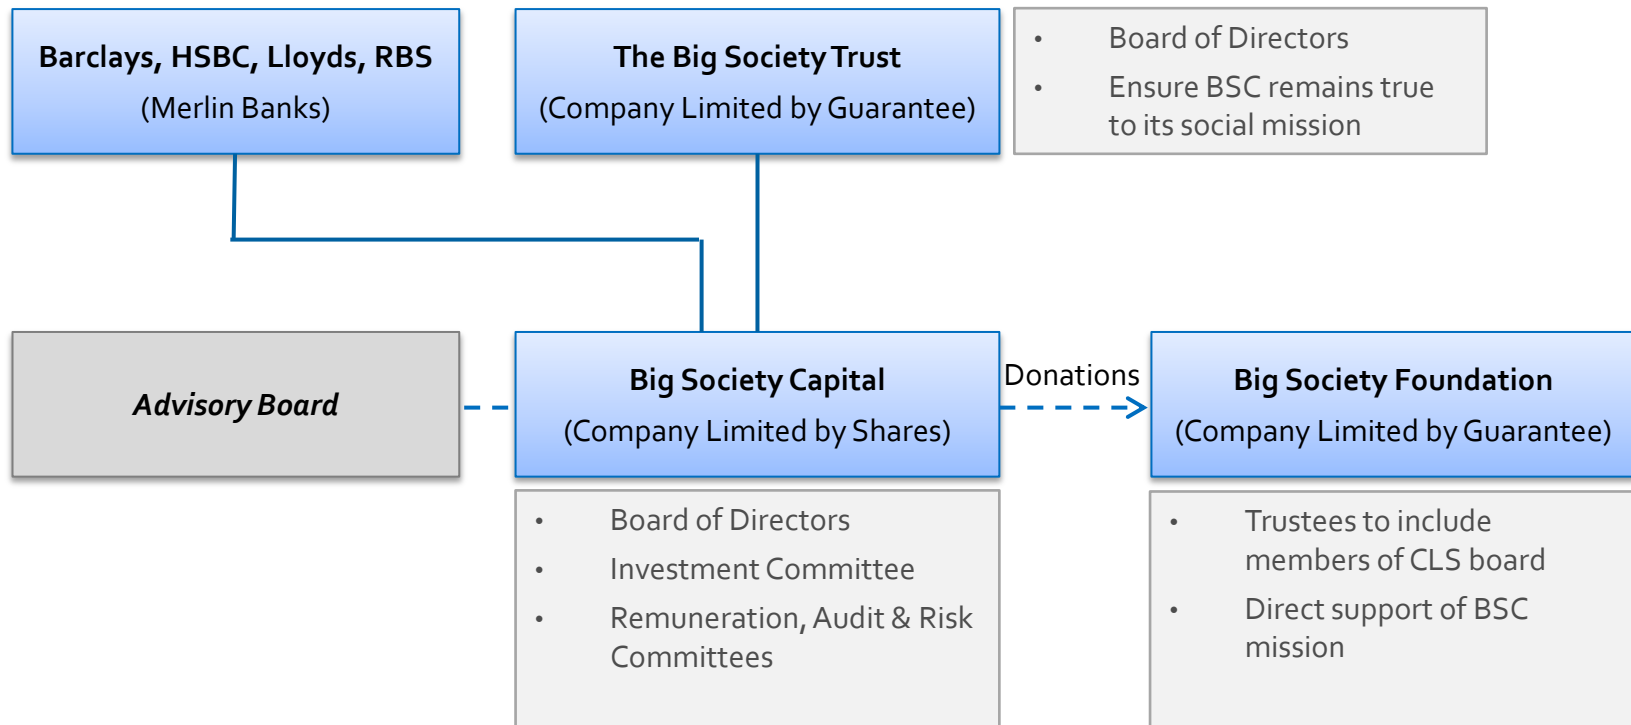 Barclays, HSBC, Lloyds, RBS
(Merlin Banks)
The Big Society Trust
(Company Limited by Guarantee)
• Board of Directors
• Ensure BSC remains true
to its social mission
Advisory Board
Big Society Capital
(Company Limited by Shares)
Donations
Big Society Foundation
(Company Limited by Guarantee)
• Board of Directors
• Investment Committee
• Remuneration, Audit & Risk
Committees
• Trustees to include
members of CLS board
• Direct support of BSC
mission